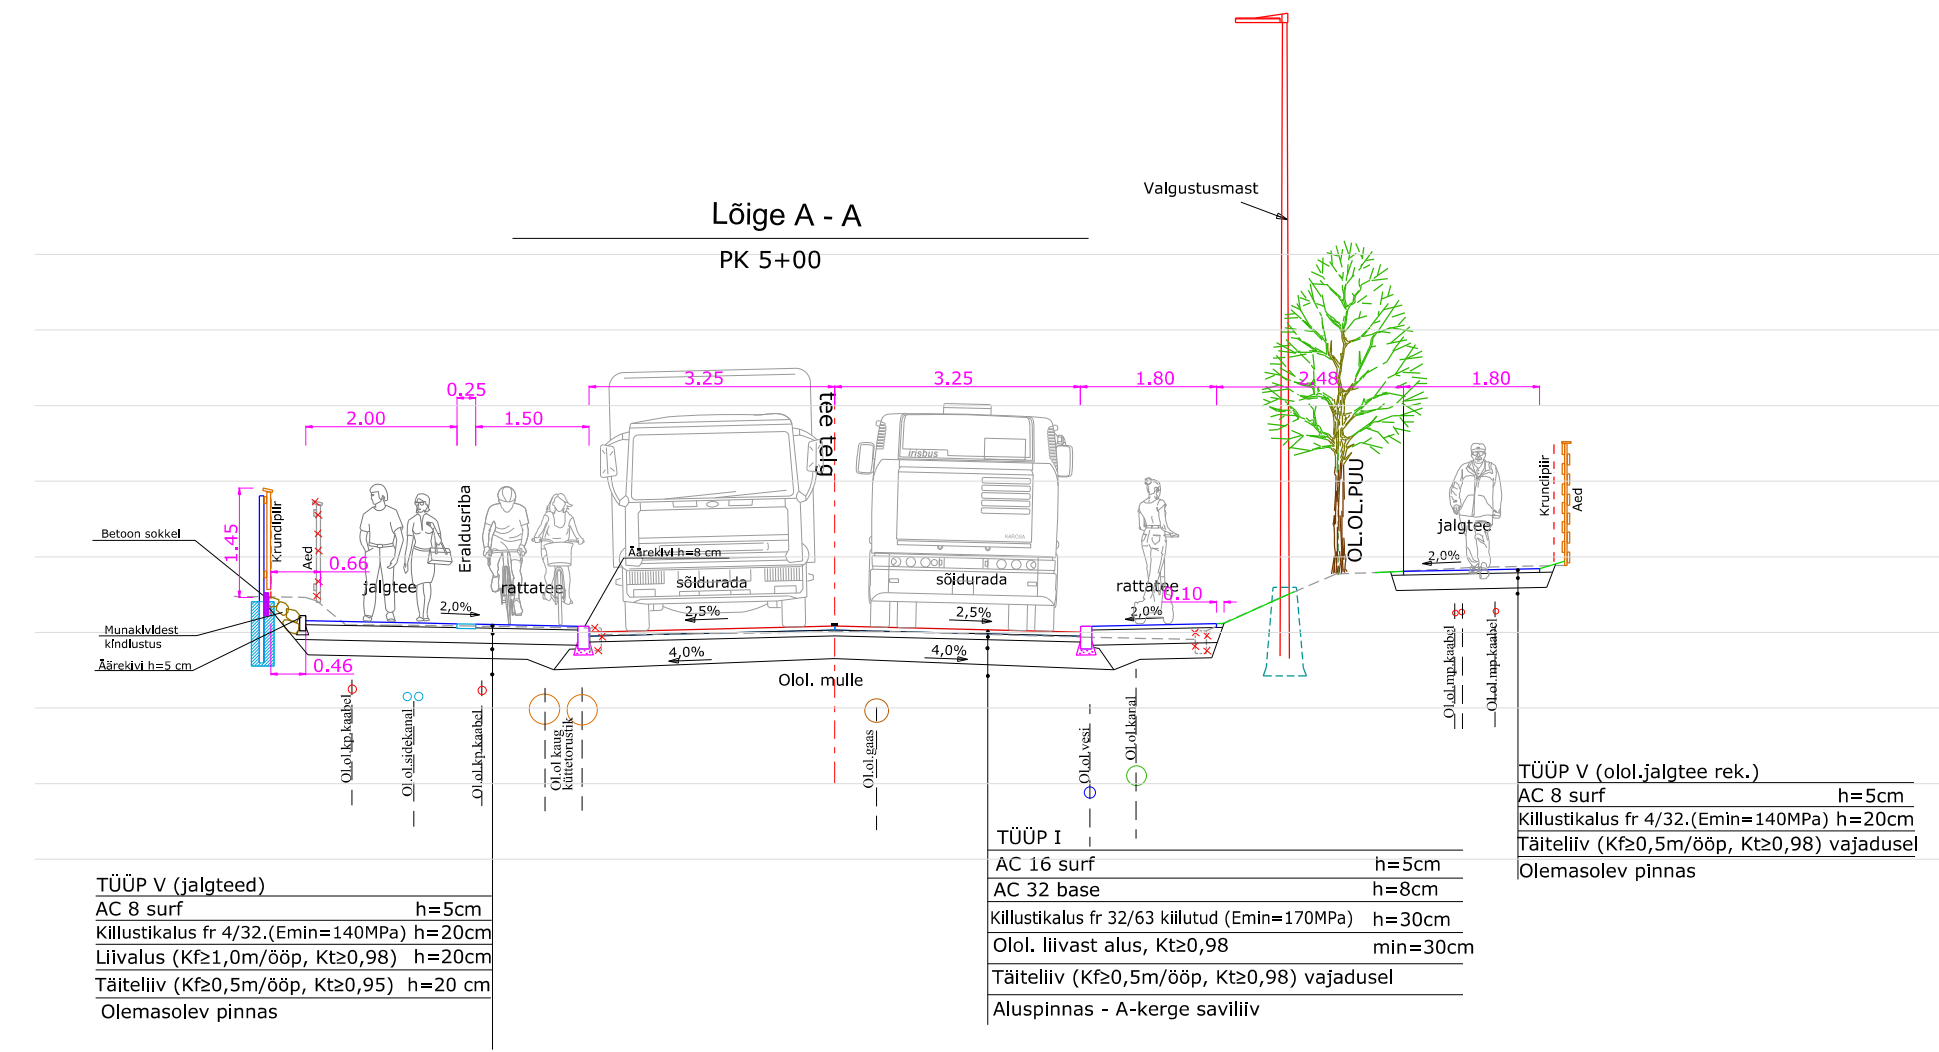 Lõige A - A
PK 5+00
Valgustusmast
0.25
3.25
3.25
1.80
2.48
1.80
2.00
1.50
tee telg
irisbus
KAROSA
1.45
Betoon sokkel
Krundipiir
Aed
0.66
jalgtee
Eraldusriba
rattatee
Äärekivi h=8 cm
sõidurada
sõidurada
rattatee
0.10
OL.OL.PUU
jalgtee
Krundipiir
Aed
2,0%
2,0%
2,5%
2,5%
2,0%
Munakividest
kindlustus
Äärekivi h=5 cm
0.46
4,0%
4,0%
Olol. mulle
Ol.ol.kp.kaabel
Ol.ol.sidekanal
Ol.ol.kp.kaabel
Ol.ol kaug
küttetorustik
Ol.ol.gaas
Ol.ol.vesi
Ol.ol.kanal
Ol.ol.mp.kaabel
Ol.ol.mp.kaabel
TÜÜP V (olol.jalgtee rek.)
AC 8 surf h=5cm
Killustikalus fr 4/32.(Emin=140MPa) h=20cm
Täiteliiv (Kf≥0,5m/ööp, Kt≥0,98) vajadusel
Olemasolev pinnas
TÜÜP I
AC 16 surf h=5cm
AC 32 base h=8cm
Killustikalus fr 32/63 kiilutud (Emin=170MPa) h=30cm
Olol. liivast alus, Kt≥0,98 min=30cm
Täiteliiv (Kf≥0,5m/ööp, Kt≥0,98) vajadusel
Aluspinnas - A-kerge saviliiv
TÜÜP V (jalgteed)
AC 8 surf h=5cm
Killustikalus fr 4/32.(Emin=140MPa) h=20cm
Liivalus (Kf≥1,0m/ööp, Kt≥0,98) h=20cm
Täiteliiv (Kf≥0,5m/ööp, Kt≥0,95) h=20 cm
Olemasolev pinnas